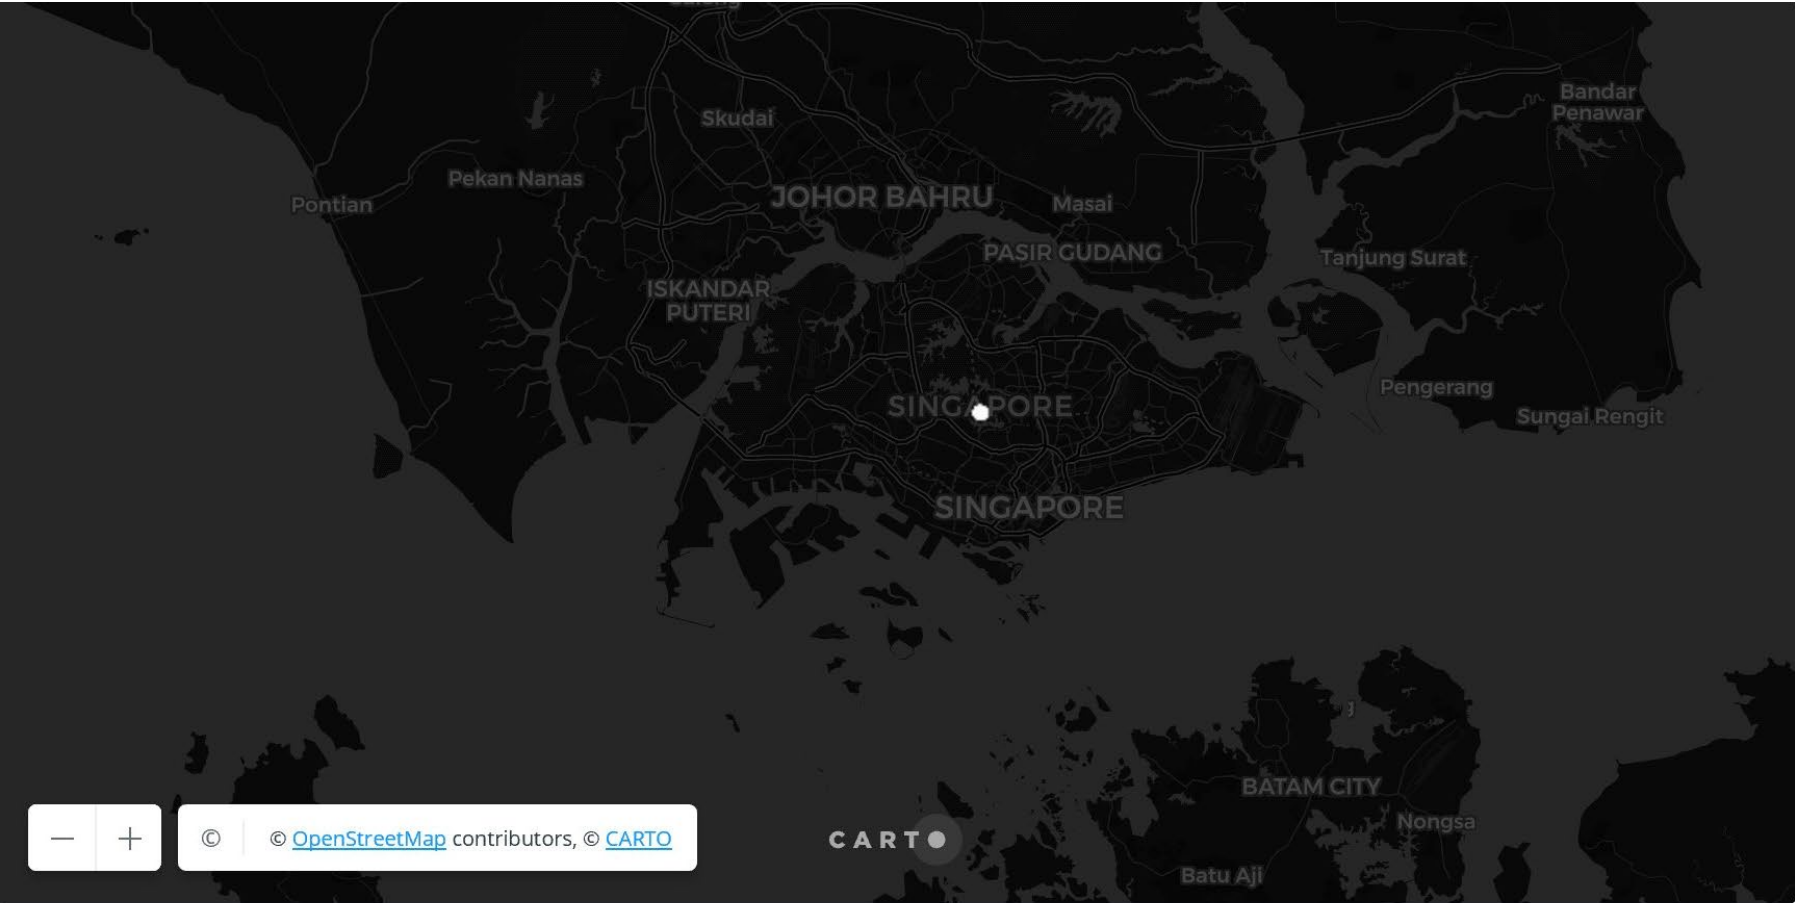 Skudai
Bandar
Penawar
Pekan Nanas
Pontian
JOHOR BAHRU
Masai
PASIR GUDANG
Tanjung Surat
ISKANDAR
PUTERI
Pengerang
SINGAPORE
Sungai Rengit
SINGAPORE
BATAM CITY
Nongsa
− + © © OpenStreetMap contributors, © CARTO
CARTO
Batu Aji